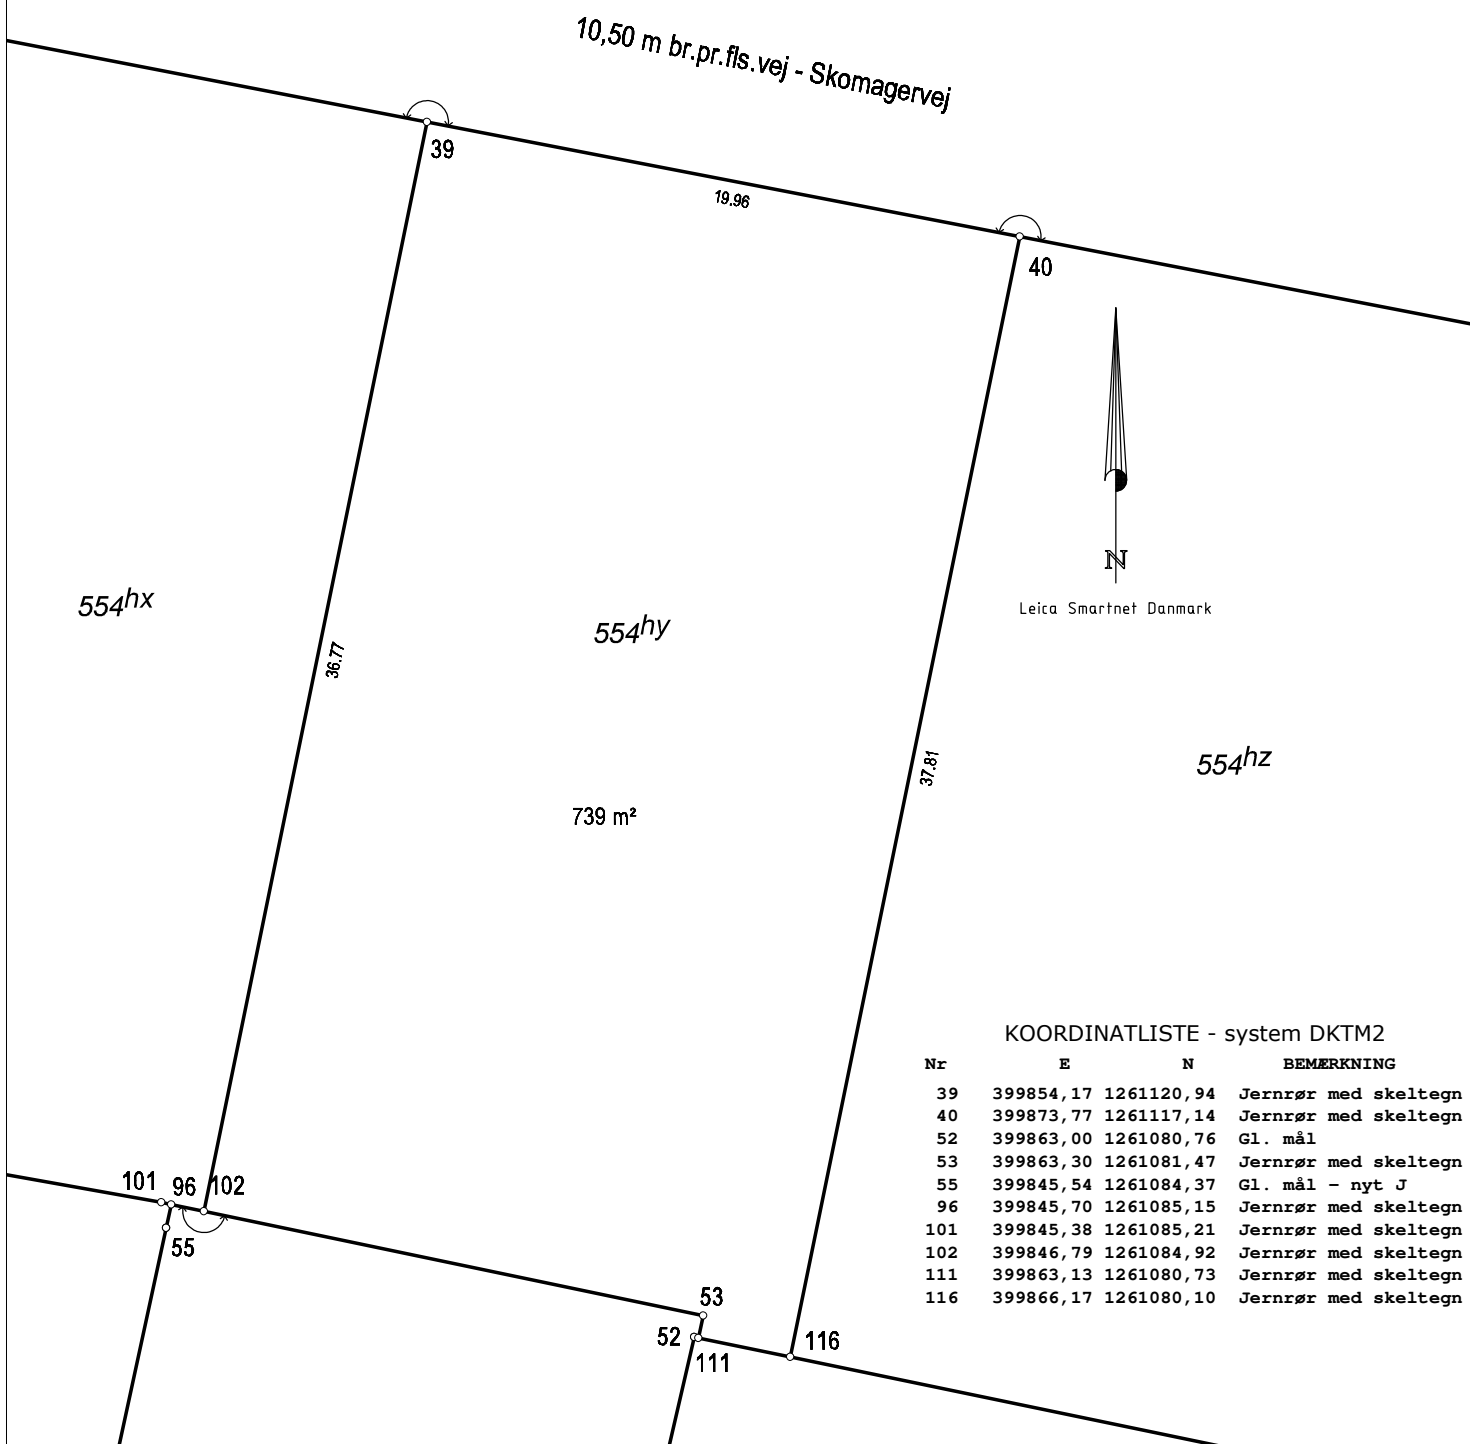 10,50 m br.pr.fls.vej - Skomagervej
39
19.96
40
N
Leica Smartnet Danmark
554hx
554hy
36.77
37.81
554hz
739 m²
KOORDINATLISTE - system DKTM2
Nr E N BEMÆRKNING
39 399854,17 1261120,94 Jernrør med skeltegn
40 399873,77 1261117,14 Jernrør med skeltegn
52 399863,00 1261080,76 Gl. mål
53 399863,30 1261081,47 Jernrør med skeltegn
55 399845,54 1261084,37 Gl. mål - nyt J
96 399845,70 1261085,15 Jernrør med skeltegn
101 399845,38 1261085,21 Jernrør med skeltegn
102 399846,79 1261084,92 Jernrør med skeltegn
111 399863,13 1261080,73 Jernrør med skeltegn
116 399866,17 1261080,10 Jernrør med skeltegn
101 96 102
55
53
52
111
116